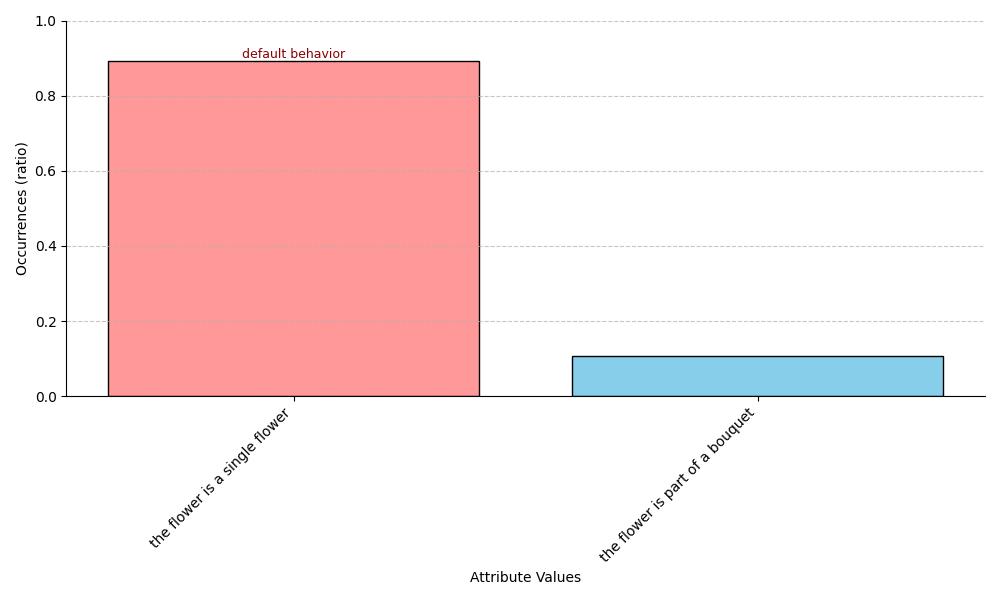 default behavior
1.0
0.8
0.6
0.4
0.2
0.0
Occurrences (ratio)
the flower is a single flower
the flower is part of a bouquet
Attribute Values